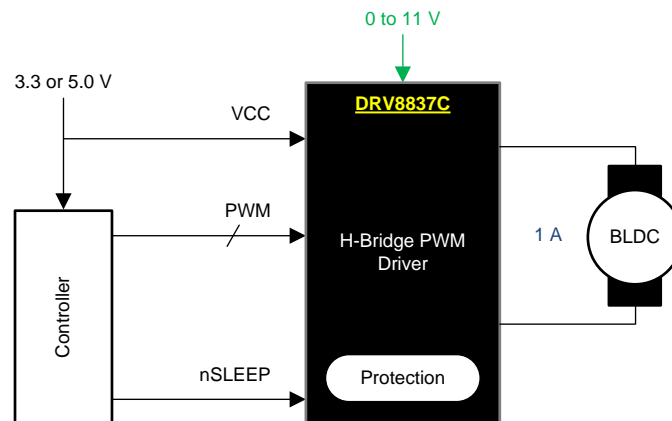 0 to 11 V
3.3 or 5.0 V
DRV8837C
VCC
PWM
H-Bridge PWM
Driver
1 A
BLDC
Controller
nSLEEP
Protection